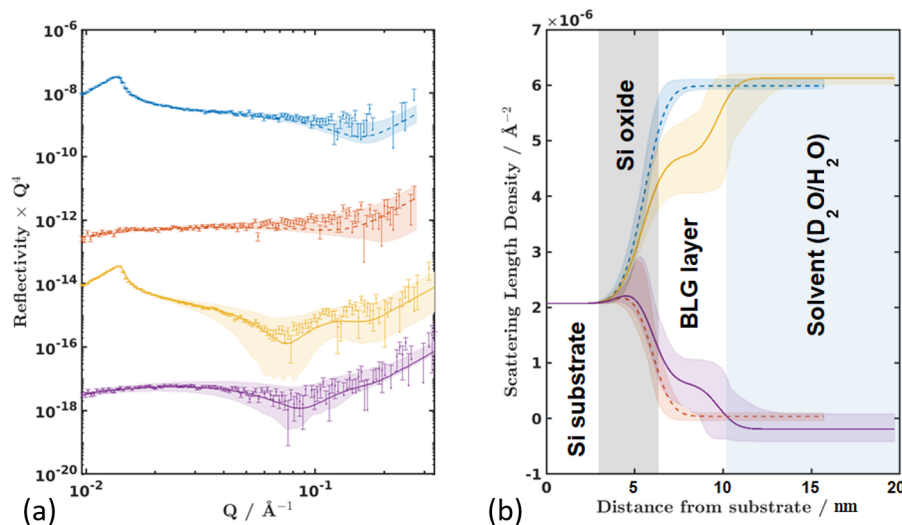 10^-6
10^-8
10^-10
10^-12
10^-14
10^-16
10^-18
10^-20
Reflectivity × Q^4
10^-2
10^-1
Q / Å^-1
(a)
×10^-6
7
6
5
4
3
2
1
0
-1
Scattering Length Density / Å^-2
Si substrate
Si oxide
BLG layer
Solvent (D_2O/H_2O)
0
5
10
15
20
Distance from substrate / nm
(b)